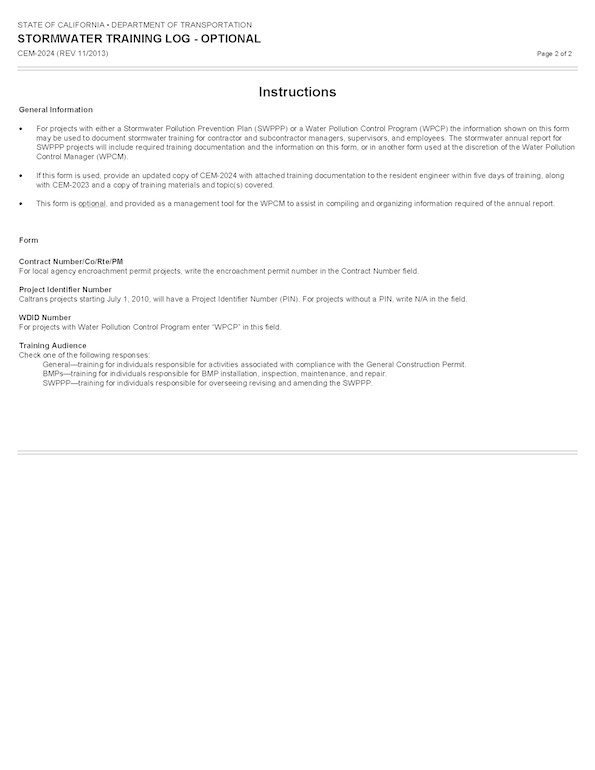 STATE OF CALIFORNIA • DEPARTMENT OF TRANSPORTATION
STORMWATER TRAINING LOG - OPTIONAL
CEM-2024 (REV 11/2013)
Page 2 of 2
Instructions
General Information
• For projects with either a Stormwater Pollution Prevention Plan (SWPPP) or a Water Pollution Control Program (WPCP) the information shown on this form
may be used to document stormwater training for contractor and subcontractor managers, supervisors, and employees. The stormwater annual report for
SWPPP projects will include required training documentation and the information on this form, or in another form used at the discretion of the Water Pollution
Control Manager (WPCM).
• If this form is used, provide an updated copy of CEM-2024 with attached training documentation to the resident engineer within five days of training, along
with CEM-2023 and a copy of training materials and topic(s) covered.
• This form is optional, and provided as a management tool for the WPCM to assist in compiling and organizing information required of the annual report.
Form
Contract Number/Co/Rte/PM
For local agency encroachment permit projects, write the encroachment permit number in the Contract Number field.
Project Identifier Number
Caltrans projects starting July 1, 2010, will have a Project Identifier Number (PIN). For projects without a PIN, write N/A in the field.
WDID Number
For projects with Water Pollution Control Program enter “WPCP” in this field.
Training Audience
Check one of the following responses:
General—training for individuals responsible for activities associated with compliance with the General Construction Permit.
BMPs—training for individuals responsible for BMP installation, inspection, maintenance, and repair.
SWPPP—training for individuals responsible for overseeing revising and amending the SWPPP.